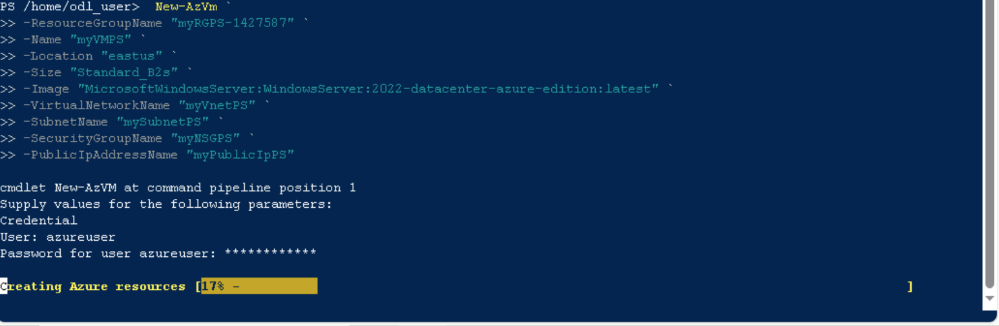 PS /home/odl_user>  New-AzVm `
>> -ResourceGroupName "myRGPS-1427587" `
>> -Name "myVMPS" `
>> -Location "eastus" `
>> -Size "Standard_B2s" `
>> -Image "MicrosoftWindowsServer:WindowsServer:2022-datacenter-azure-edition:latest" `
>> -VirtualNetworkName "myVnetPS" `
>> -SubnetName "mySubnetPS" `
>> -SecurityGroupName "myNSGPS" `
>> -PublicIpAddressName "myPublicIpPS"
cmdlet New-AzVM at command pipeline position 1
Supply values for the following parameters:
Credential
User: azureuser
Password for user azureuser: ************
Creating Azure resources [17% -                    ]